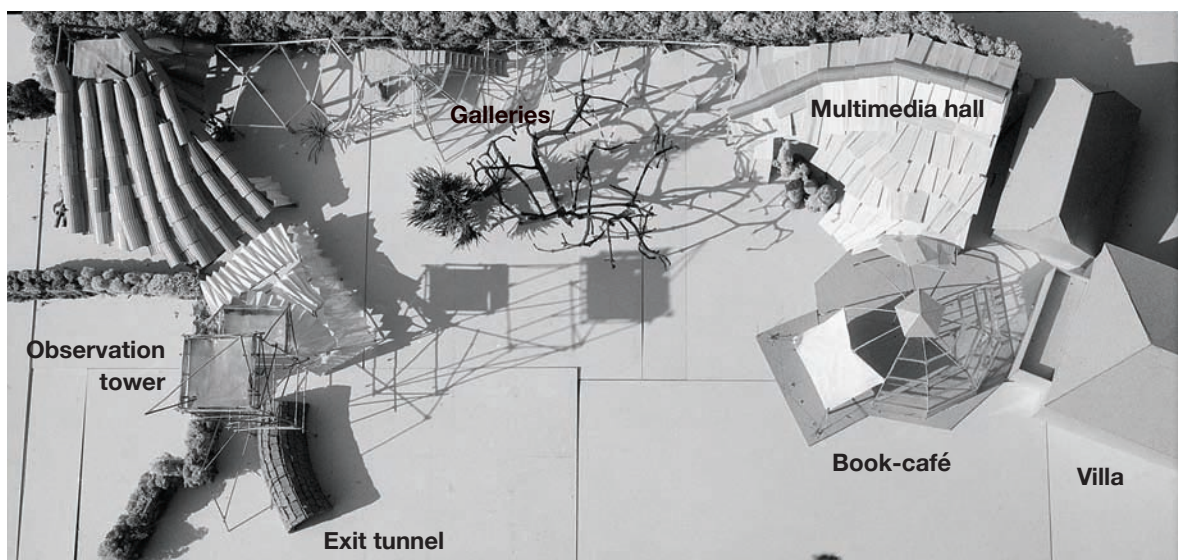 Galleries
Multimedia hall
Observation
tower
Book-café
Villa
Exit tunnel